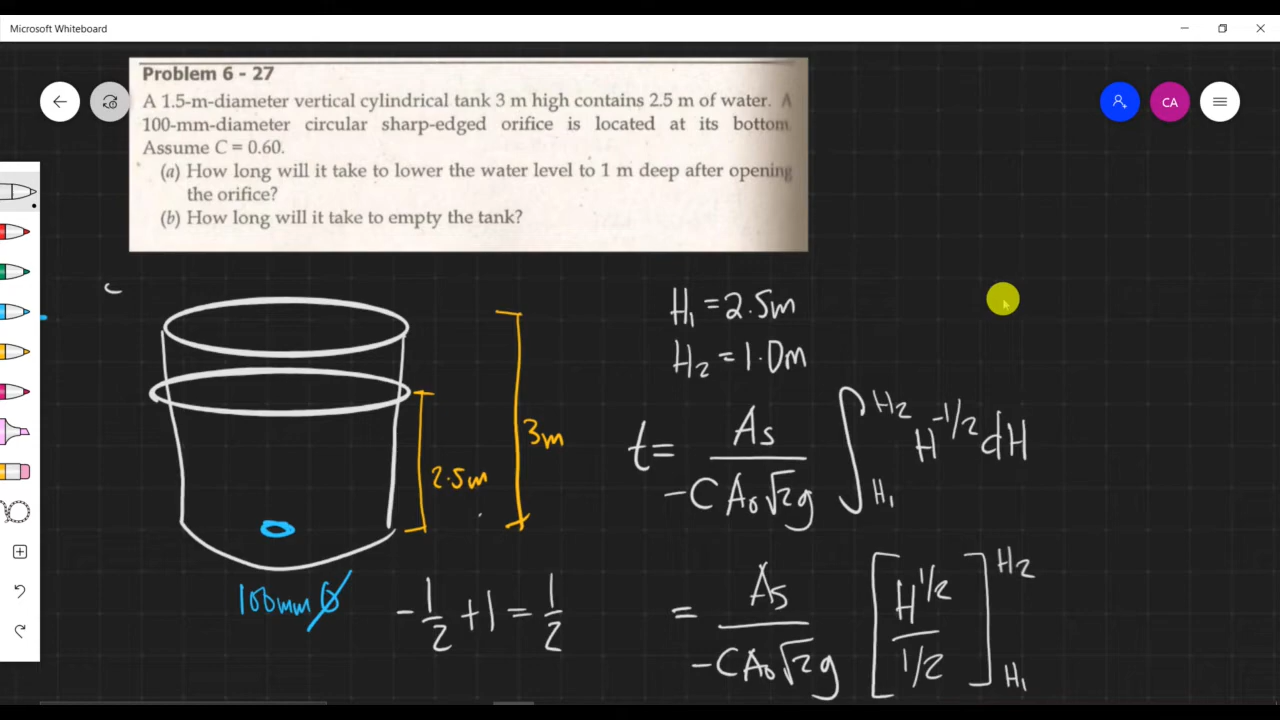 Microsoft Whiteboard
CA
Problem 6 - 27
A 1.5-m-diameter vertical cylindrical tank 3 m high contains 2.5 m of water. A
100-mm-diameter circular sharp-edged orifice is located at its bottom
Assume C = 0.60.
(a) How long will it take to lower the water level to 1 m deep after opening
the orifice?
(b) How long will it take to empty the tank?
3m
2.5m
100mm Ø
-1/2 + 1 = 1/2
H₁ = 2.5m
H₂ = 1.0m
t = As / -CA₀√2g ∫ H₁ H₂ H^-1/2 dH
= As / -CA₀√2g [H^1/2 / 1/2] H₂ H₁